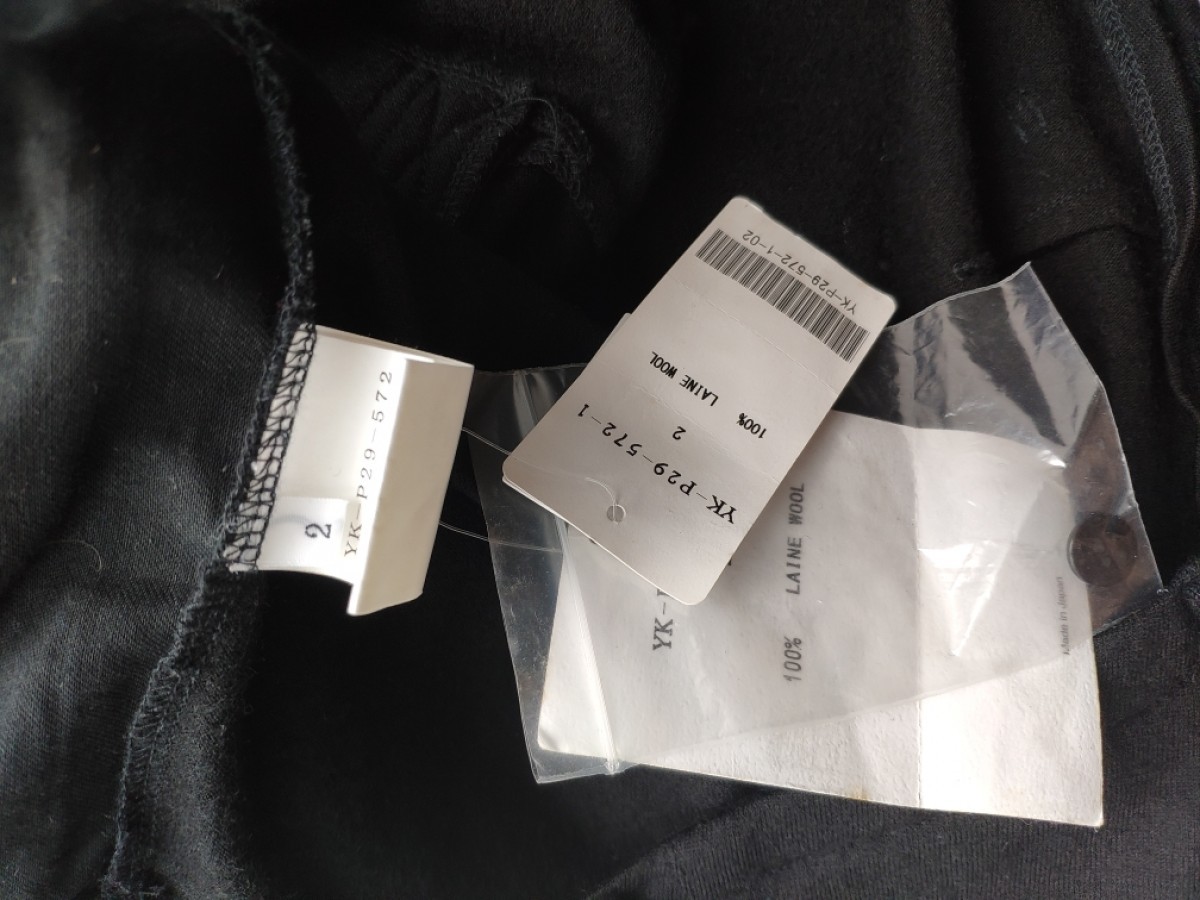 2
YK-P29-572
YK-P29-572-1-02
100% LAINE WOOL
2
YK-P29-572-1
YK-
100% LAINE WOOL
Made in Japan